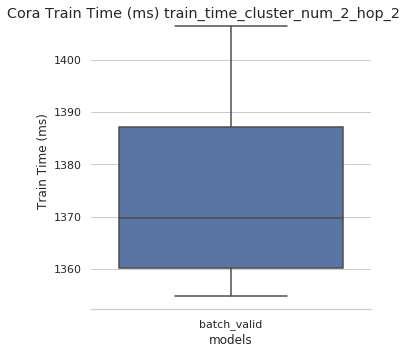 Cora Train Time (ms) train_time_cluster_num_2_hop_2
1400
1390
1380
1370
1360
Train Time (ms)
batch_valid
models